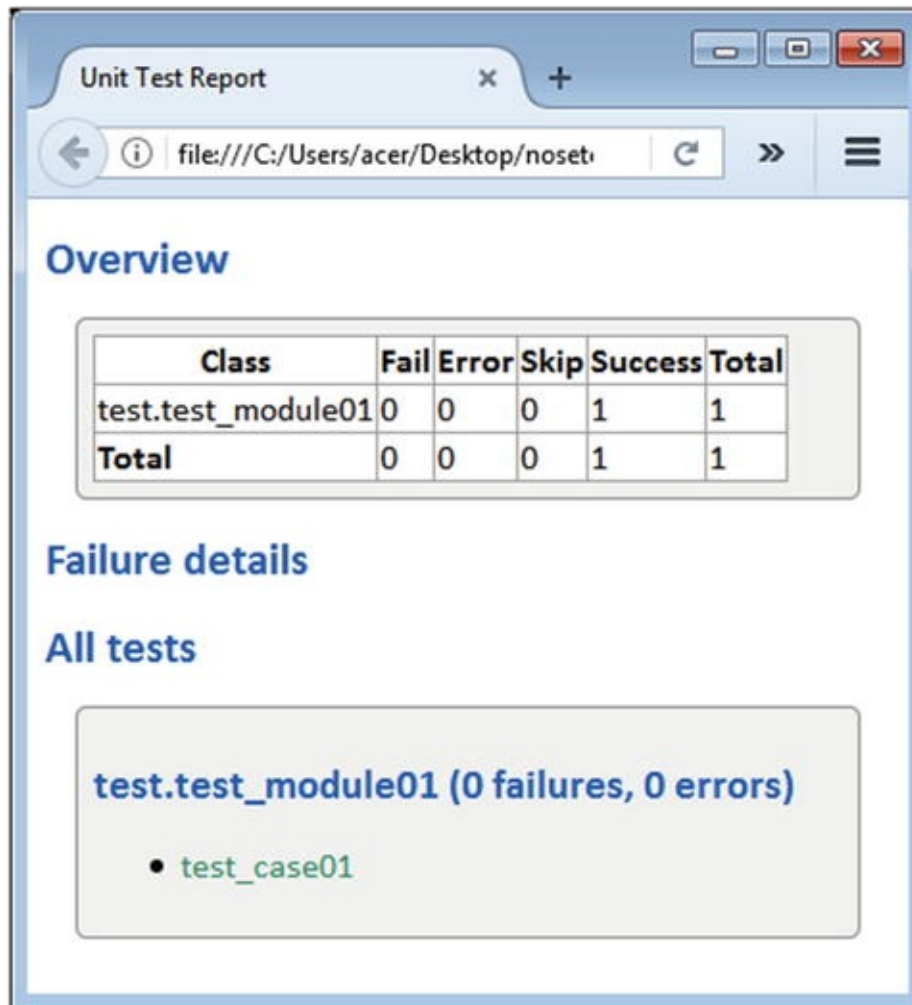 Unit Test Report
file:///C:/Users/acer/Desktop/noset
Overview
Class Fail Error Skip Success Total
test.test_module01 0 0 0 1 1
Total 0 0 0 1 1
Failure details
All tests
test.test_module01 (0 failures, 0 errors)
• test_case01